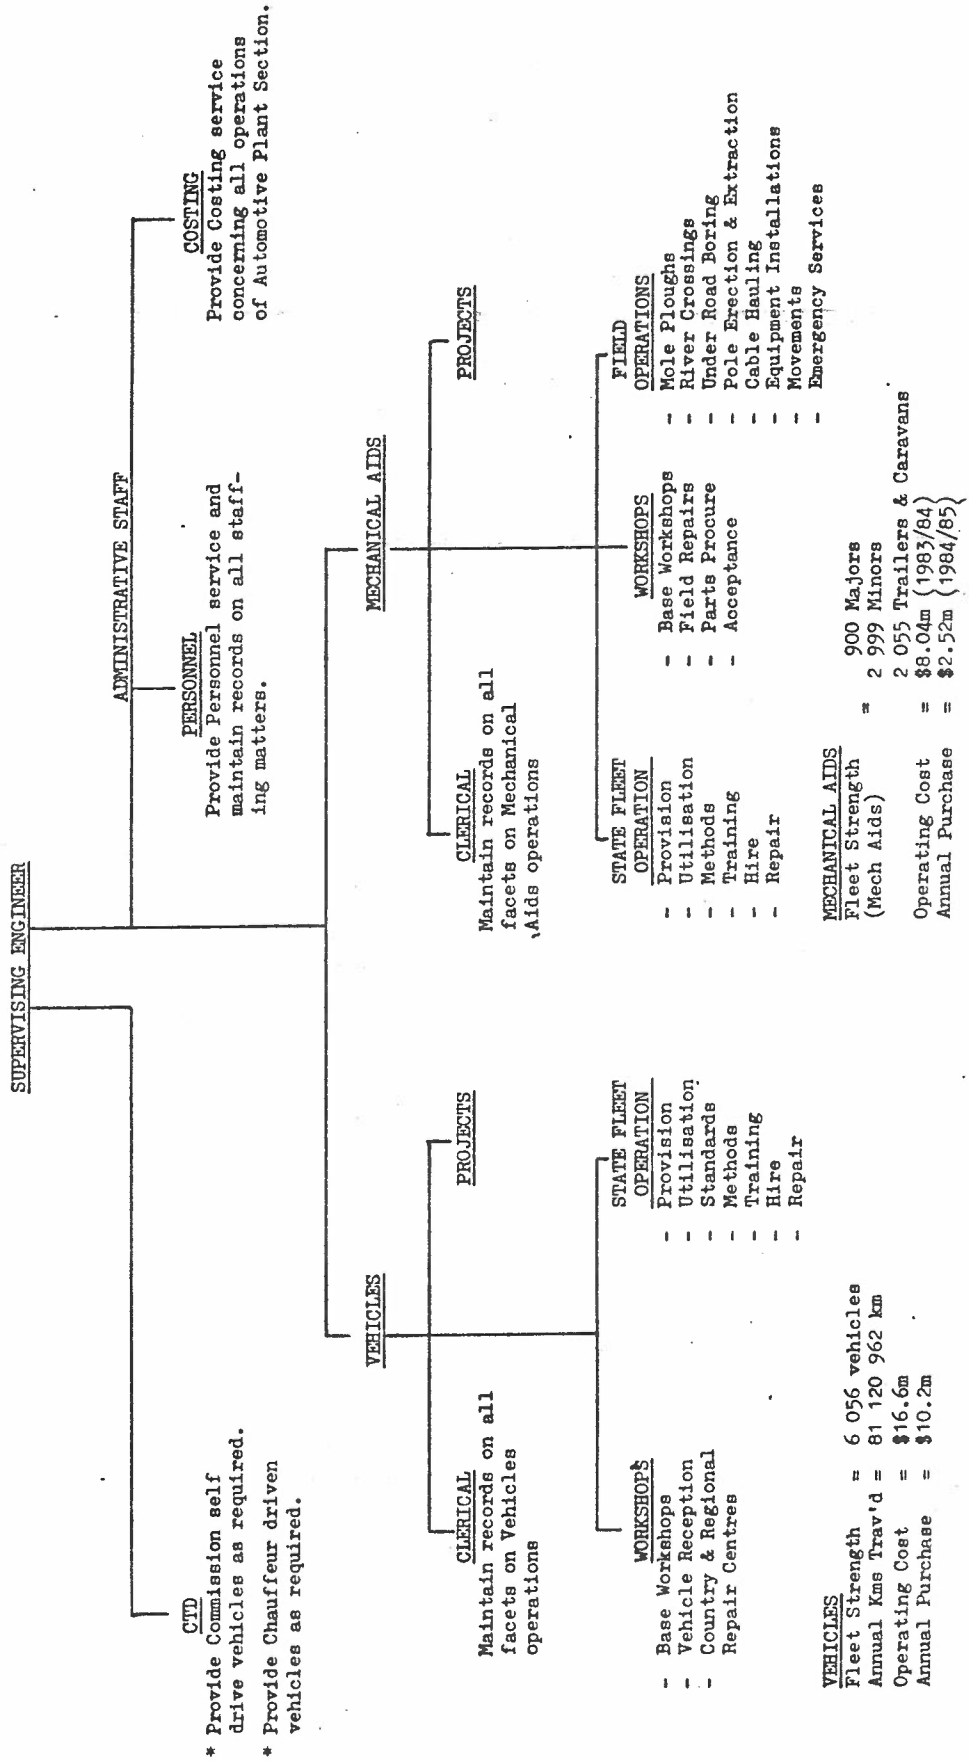 SUPERVISING ENGINEER
ADMINISTRATIVE STAFF
CTD
* Provide Commission self
drive vehicles as required.
* Provide Chauffeur driven
vehicles as required.
PERSONNEL
Provide Personnel service and
maintain records on all staff-
ing matters.
COSTING
Provide Costing service
concerning all operations
of Automotive Plant Section.
VEHICLES
CLERICAL
Maintain records on all
facets on Vehicles
operations
PROJECTS
WORKSHOPS
- Base Workshops
- Vehicle Reception
- Country & Regional
Repair Centres
STATE FLEET
OPERATION
- Provision
- Utilisation
- Standards
- Methods
- Training
- Hire
- Repair
MECHANICAL AIDS
CLERICAL
Maintain records on all
facets on Mechanical
Aids operations
PROJECTS
STATE FLEET
OPERATION
- Provision
- Utilisation
- Methods
- Training
- Hire
- Repair
WORKSHOPS
- Base Workshops
- Field Repairs
- Parts Procure
- Acceptance
FIELD
OPERATIONS
- Mole Ploughs
- River Crossings
- Under Road Boring
- Pole Erection & Extraction
- Cable Hauling
- Equipment Installations
- Movements
- Emergency Services
VEHICLES
Fleet Strength = 6 056 vehicles
Annual Kms Trav'd = 81 120 962 km
Operating Cost = $16.6m
Annual Purchase = $10.2m
MECHANICAL AIDS
Fleet Strength = 900 Majors
(Mech Aids) = 2 999 Minors
2 055 Trailers & Caravans
Operating Cost = $8.04m (1983/84)
Annual Purchase = $2.52m (1984/85)